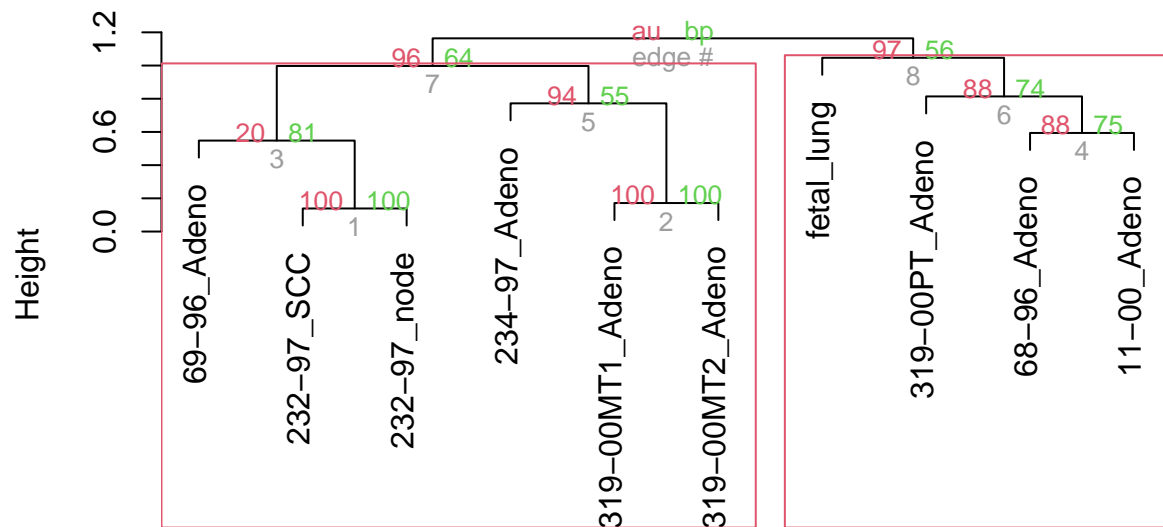 1.2
au bp
96 64
edge #
97 56
7
8
94 55
88 74
5
6
0.6
20 81
88 75
3
4
100 100
1
100 100
2
0.0
Height
69−96_Adeno
232−97_SCC
232−97_node
234−97_Adeno
319−00MT1_Adeno
319−00MT2_Adeno
fetal_lung
319−00PT_Adeno
68−96_Adeno
11−00_Adeno